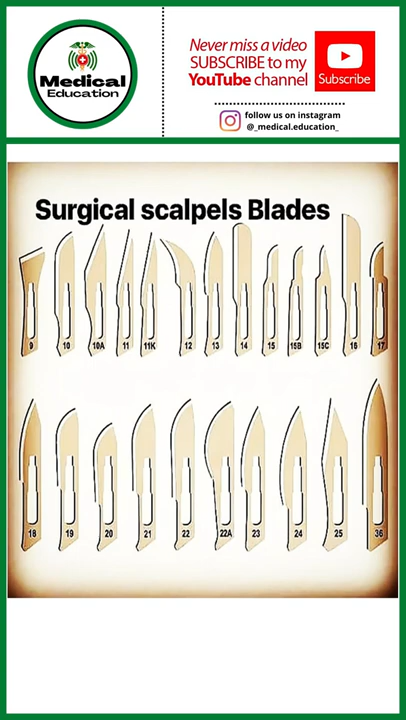 Medical
Education
Never miss a video
SUBSCRIBE to my
YouTube channel
Subscribe
follow us on instagram
@_medical.education_
Surgical scalpels Blades
9 10 10A 11 11K 12 13 14 15 15B 15C 16 17
18 19 20 21 22 22A 23 24 25 36